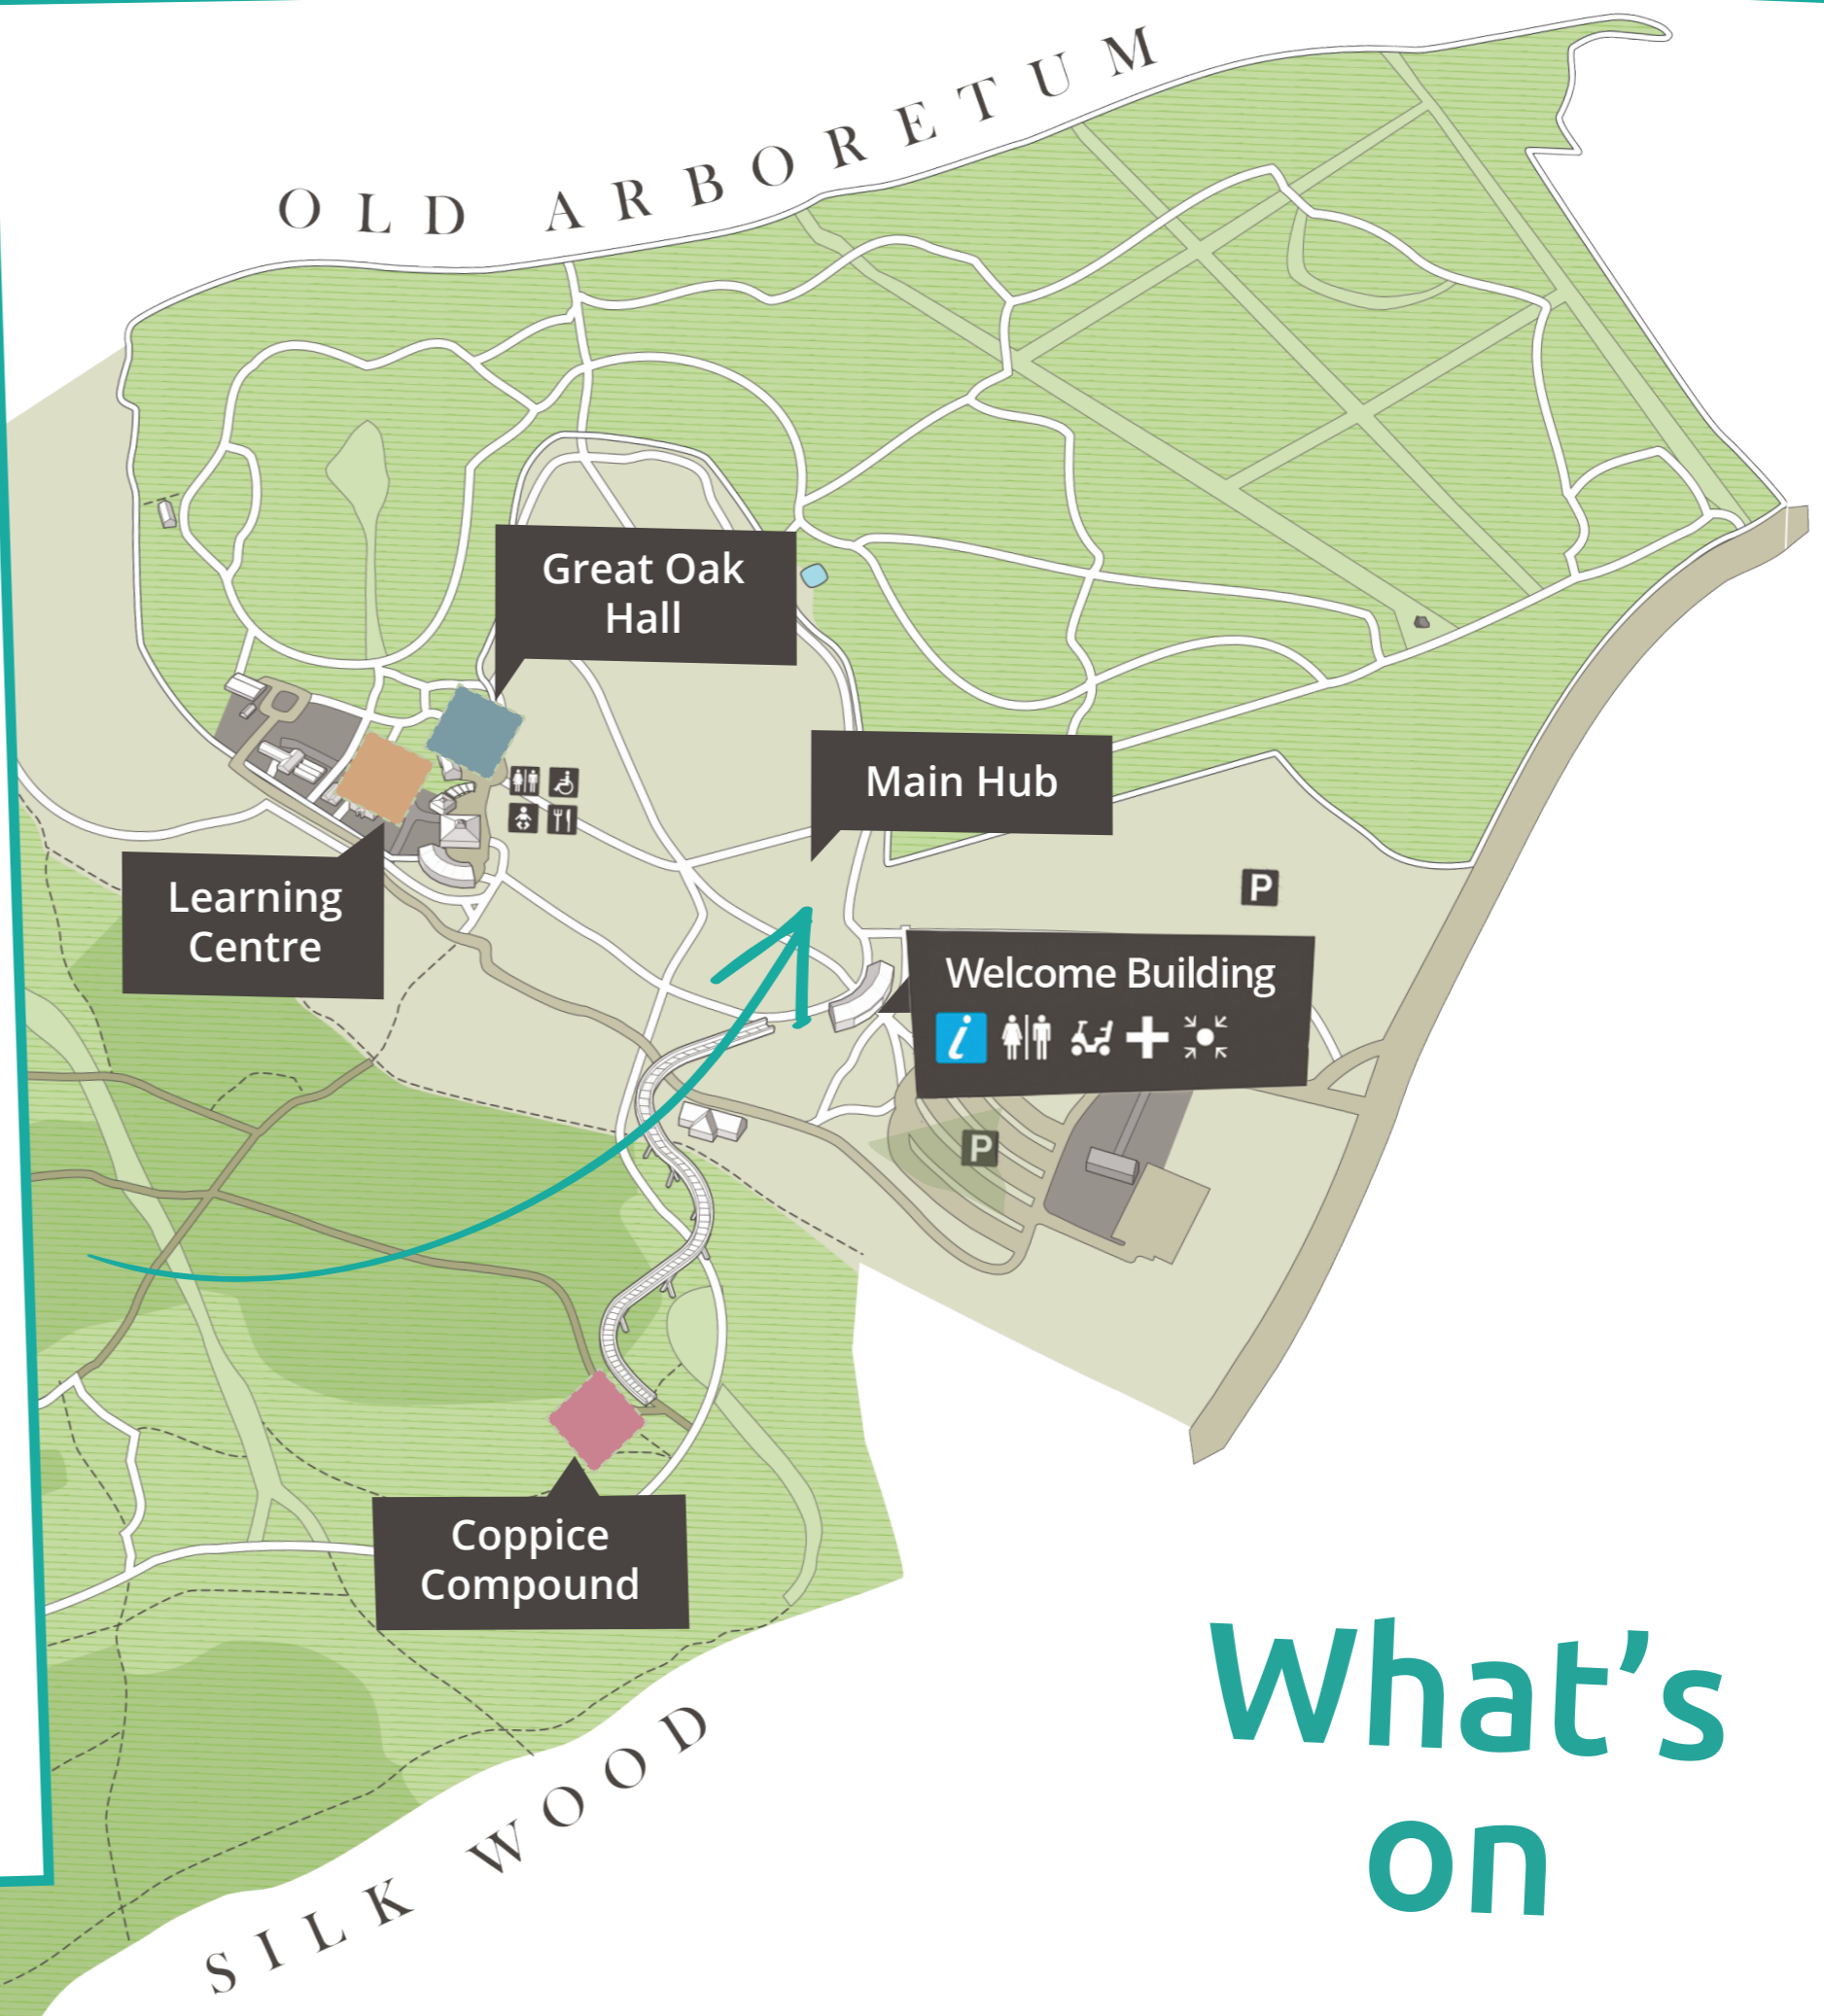 OLD ARBORETUM
Great Oak
Hall
Main Hub
Learning
Centre
P
Welcome Building
i
P
Coppice
Compound
What's
on
SILK WOOD